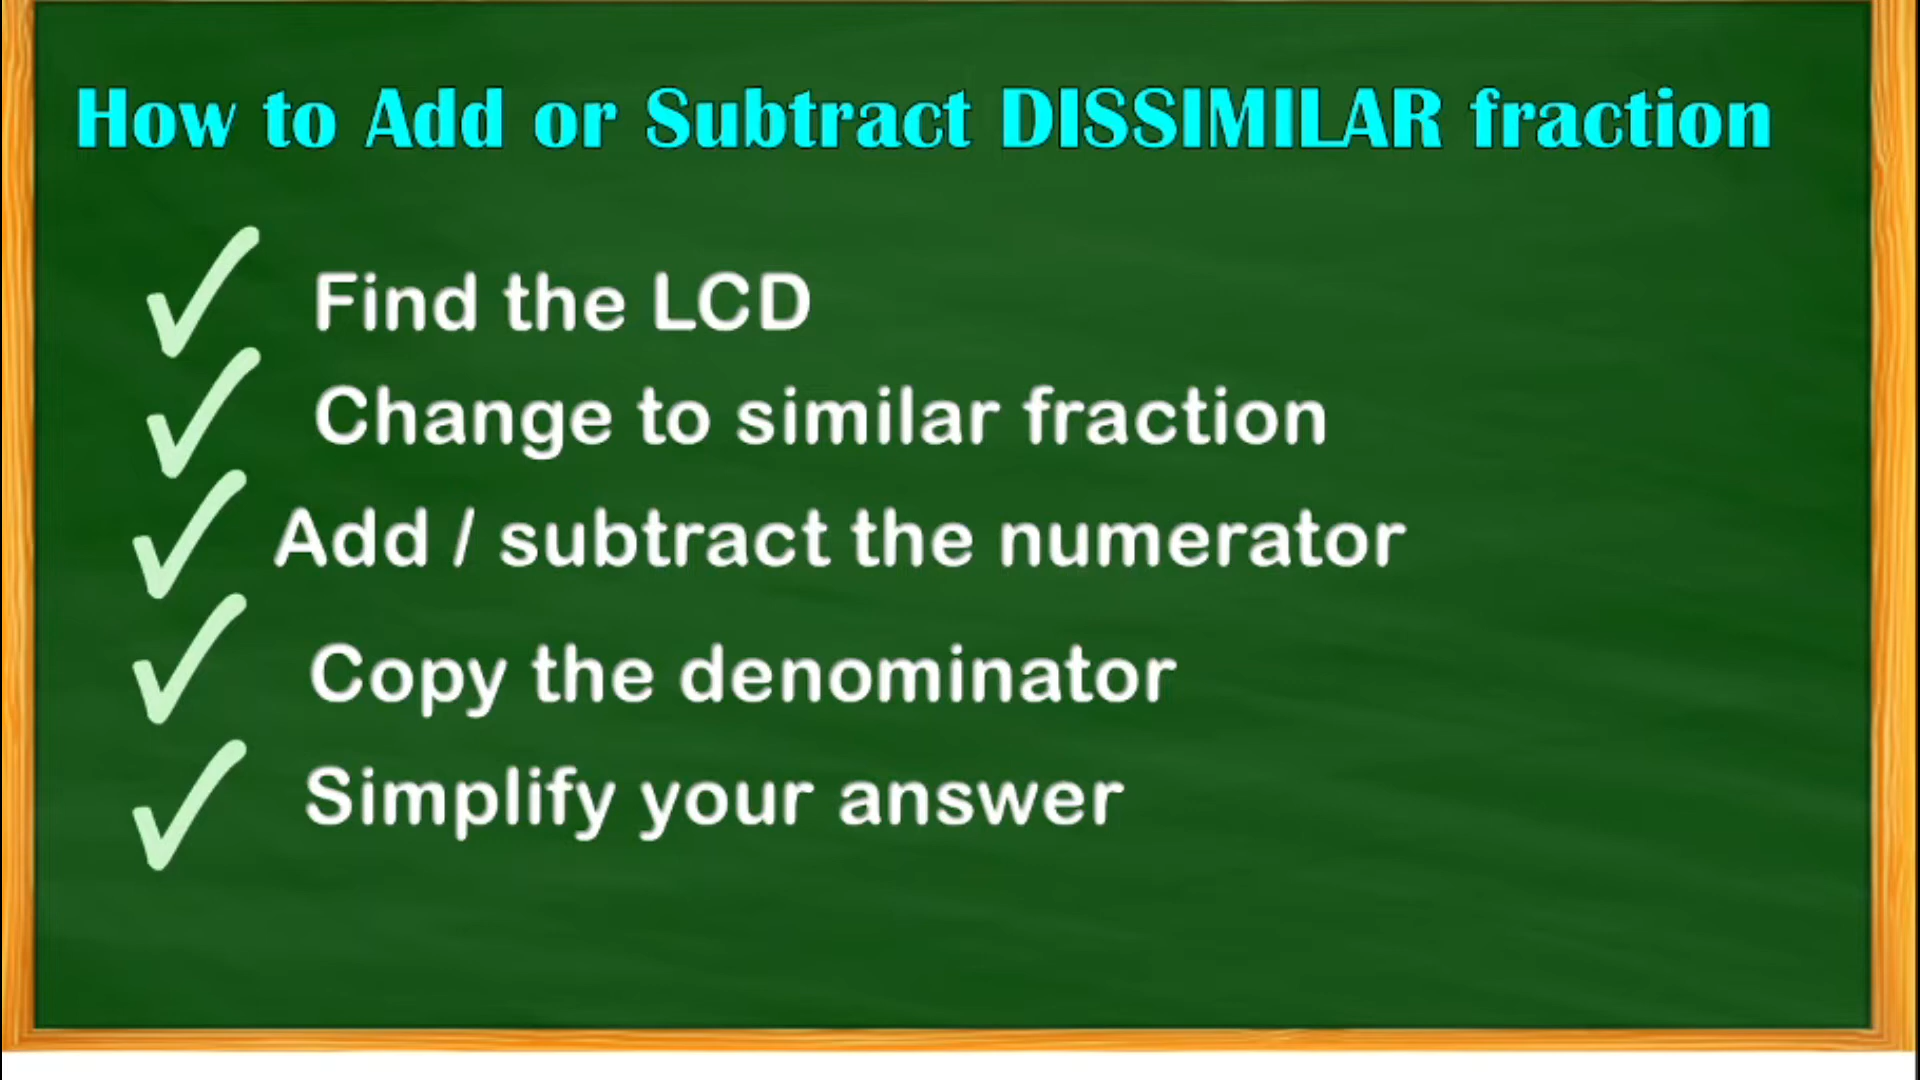 How to Add or Subtract DISSIMILAR fraction
Find the LCD
Change to similar fraction
Add / subtract the numerator
Copy the denominator
Simplify your answer